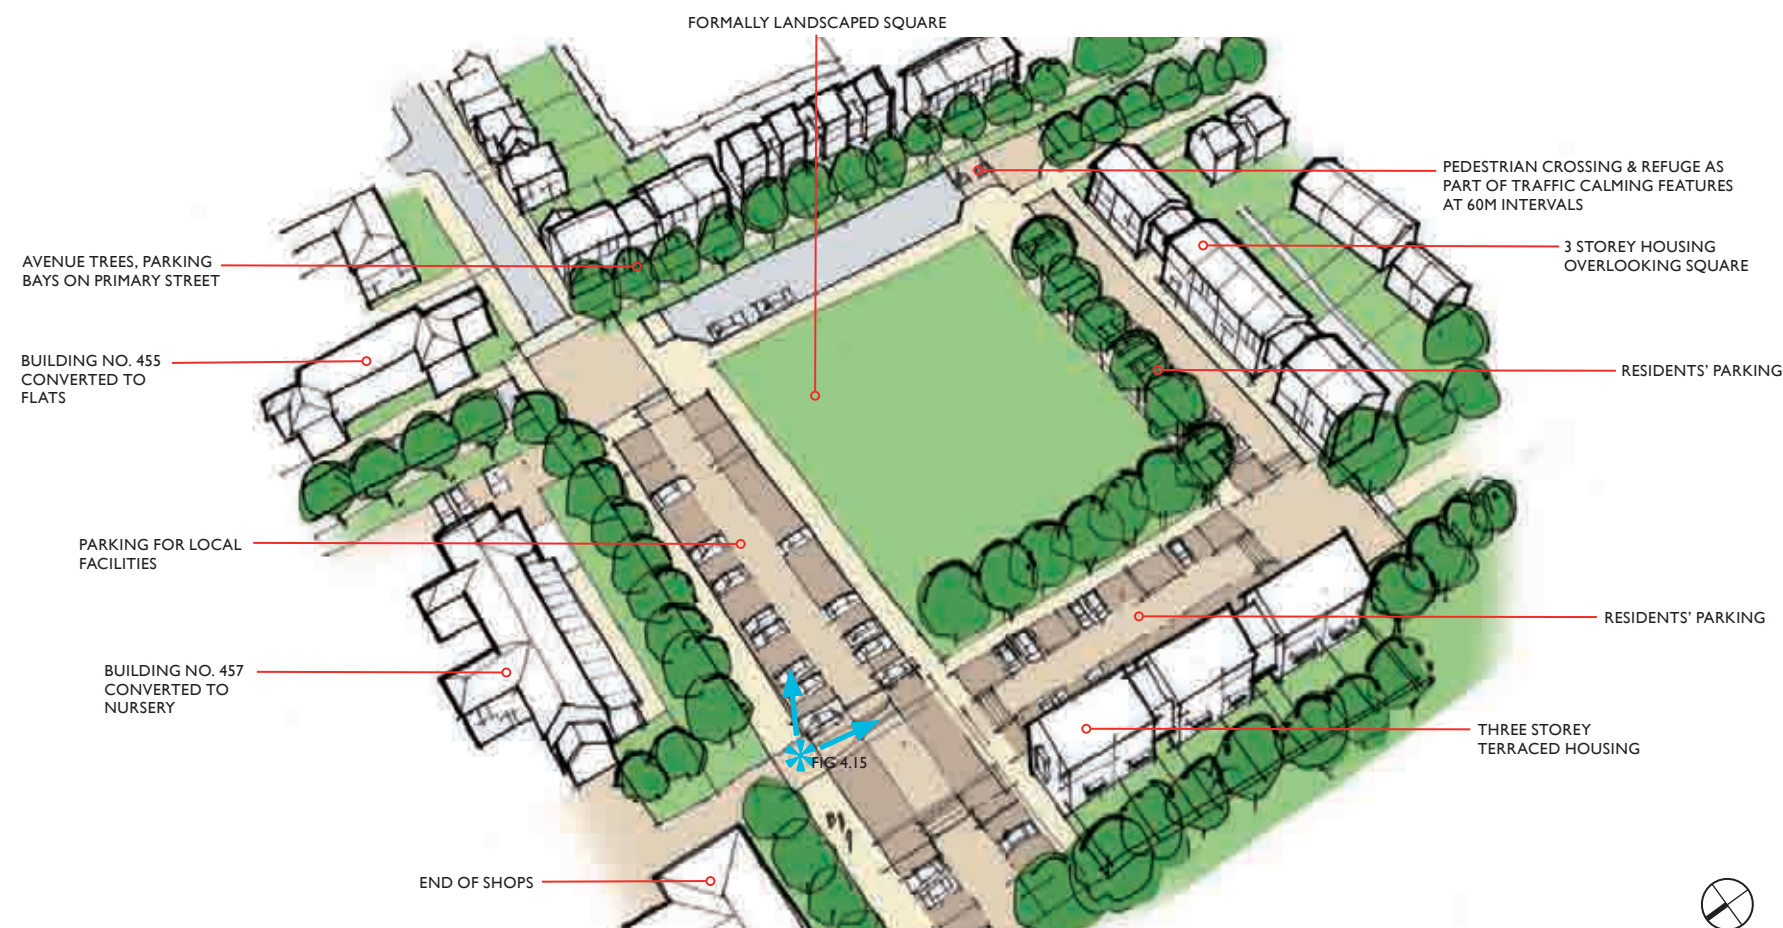 FORMALLY LANDSCAPED SQUARE
PEDESTRIAN CROSSING & REFUGE AS
PART OF TRAFFIC CALMING FEATURES
AT 60M INTERVALS
3 STOREY HOUSING
OVERLOOKING SQUARE
AVENUE TREES, PARKING
BAYS ON PRIMARY STREET
BUILDING NO. 455
CONVERTED TO
FLATS
RESIDENTS' PARKING
PARKING FOR LOCAL
FACILITIES
RESIDENTS' PARKING
BUILDING NO. 457
CONVERTED TO
NURSERY
THREE STOREY
TERRACED HOUSING
FIG 4.15
END OF SHOPS